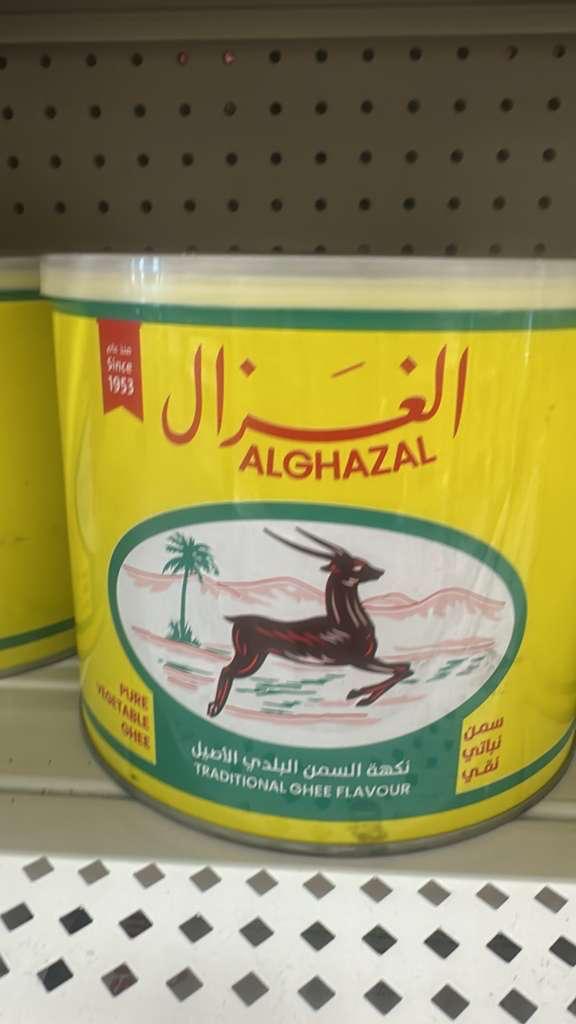 منذ عام
Since
1953
الغزال
ALGHAZAL
PURE
VEGETABLE
GHEE
نكهة السمن البلدي الأصيل
TRADITIONAL GHEE FLAVOUR
سمن
نباتي
نقي